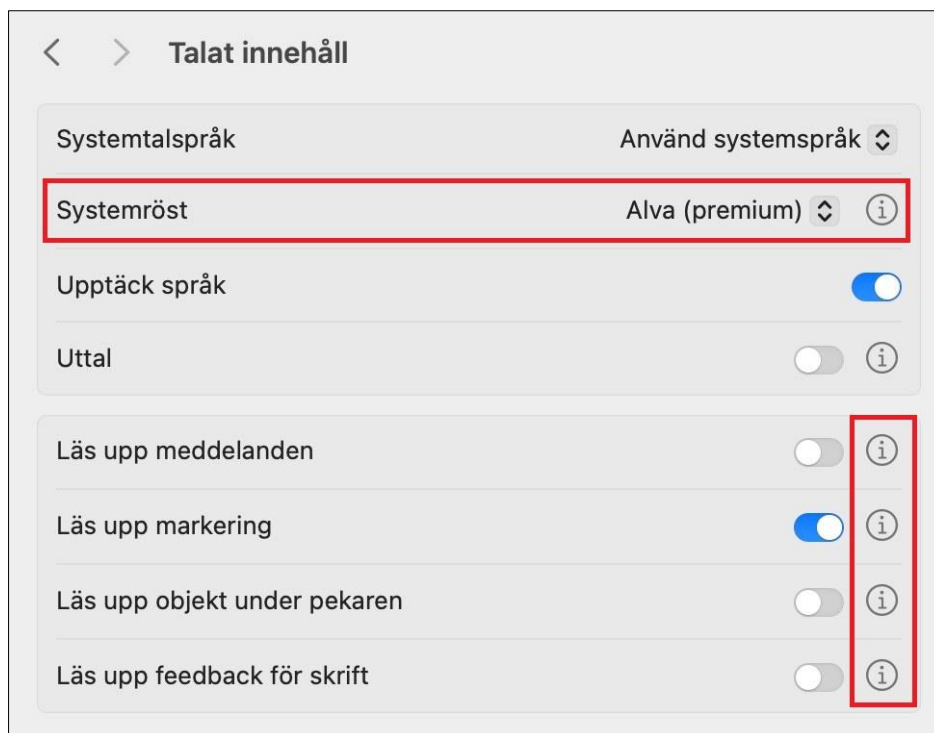 Talat innehåll
Systemtalspråk Använd systemspråk
Systemröst Alva (premium)
Upptäck språk
Uttal
Läs upp meddelanden
Läs upp markering
Läs upp objekt under pekaren
Läs upp feedback för skrift